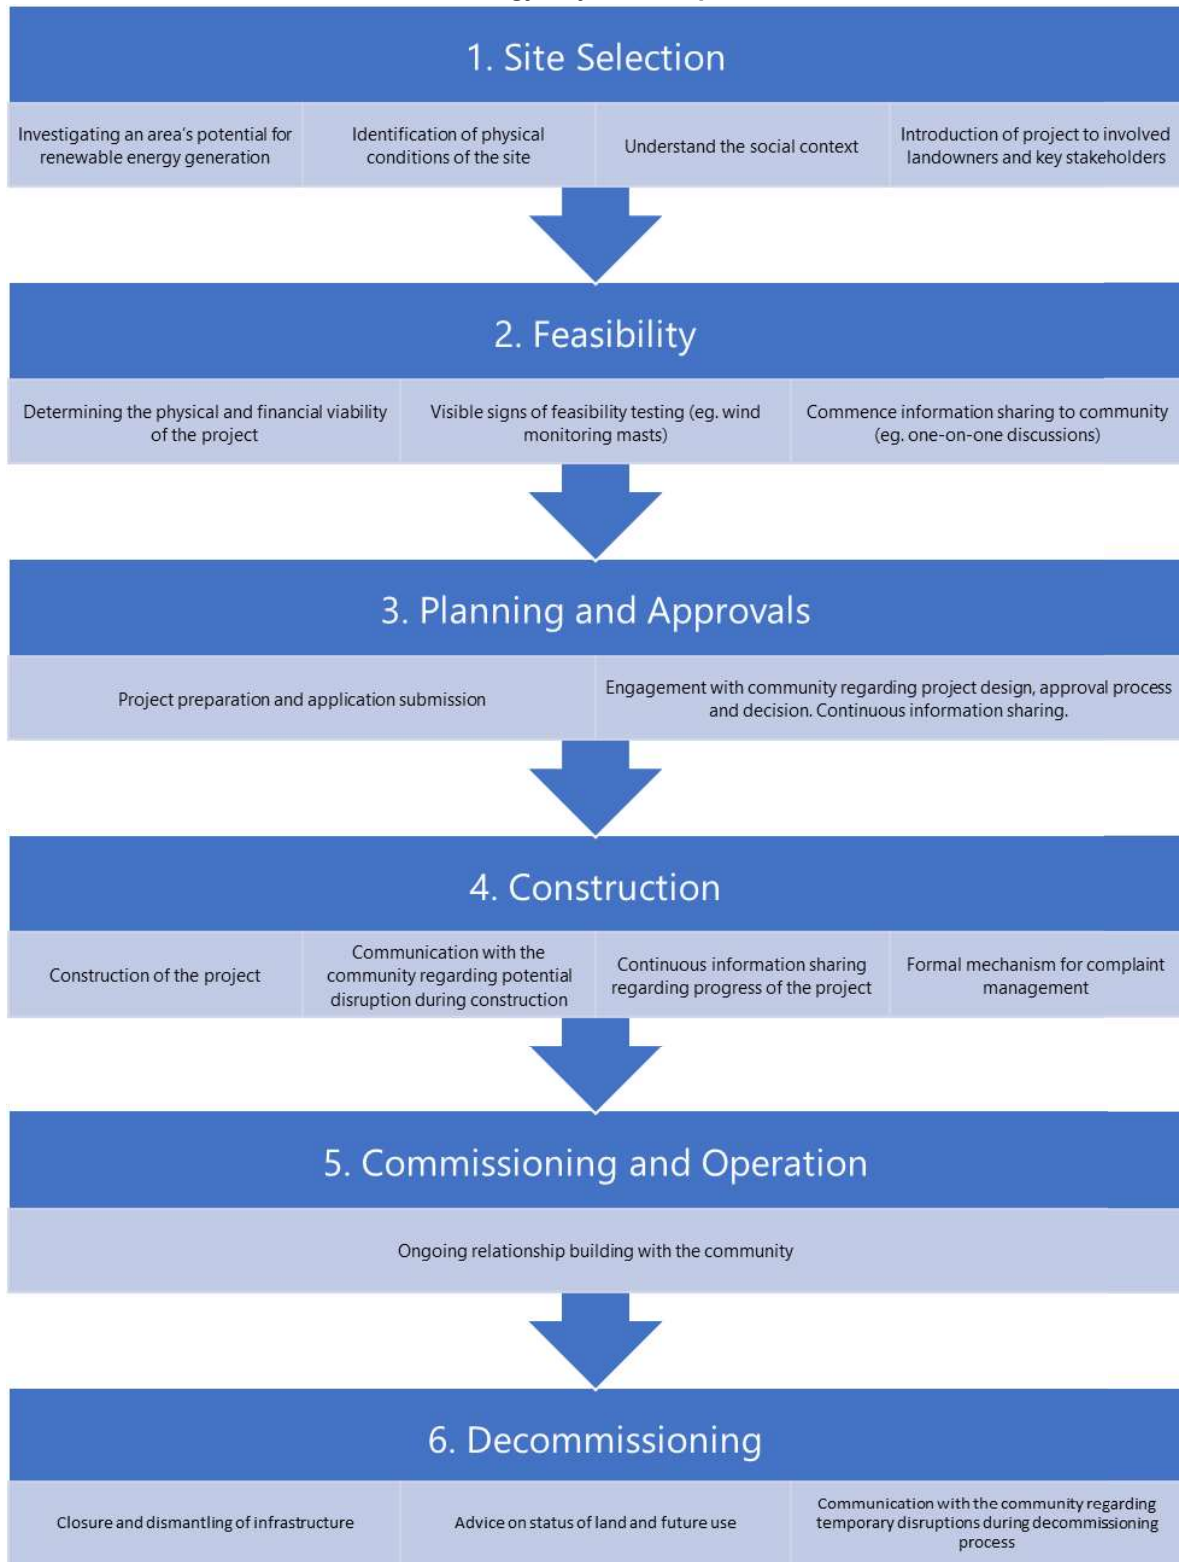 1. Site Selection
Investigating an area's potential for
renewable energy generation
Identification of physical
conditions of the site
Understand the social context
Introduction of project to involved
landowners and key stakeholders
2. Feasibility
Determining the physical and financial viability
of the project
Visible signs of feasibility testing (eg. wind
monitoring masts)
Commence information sharing to community
(eg. one-on-one discussions)
3. Planning and Approvals
Project preparation and application submission
Engagement with community regarding project design, approval process
and decision. Continuous information sharing.
4. Construction
Construction of the project
Communication with the
community regarding potential
disruption during construction
Continuous information sharing
regarding progress of the project
Formal mechanism for complaint
management
5. Commissioning and Operation
Ongoing relationship building with the community
6. Decommissioning
Closure and dismantling of infrastructure
Advice on status of land and future use
Communication with the community regarding
temporary disruptions during decommissioning
process